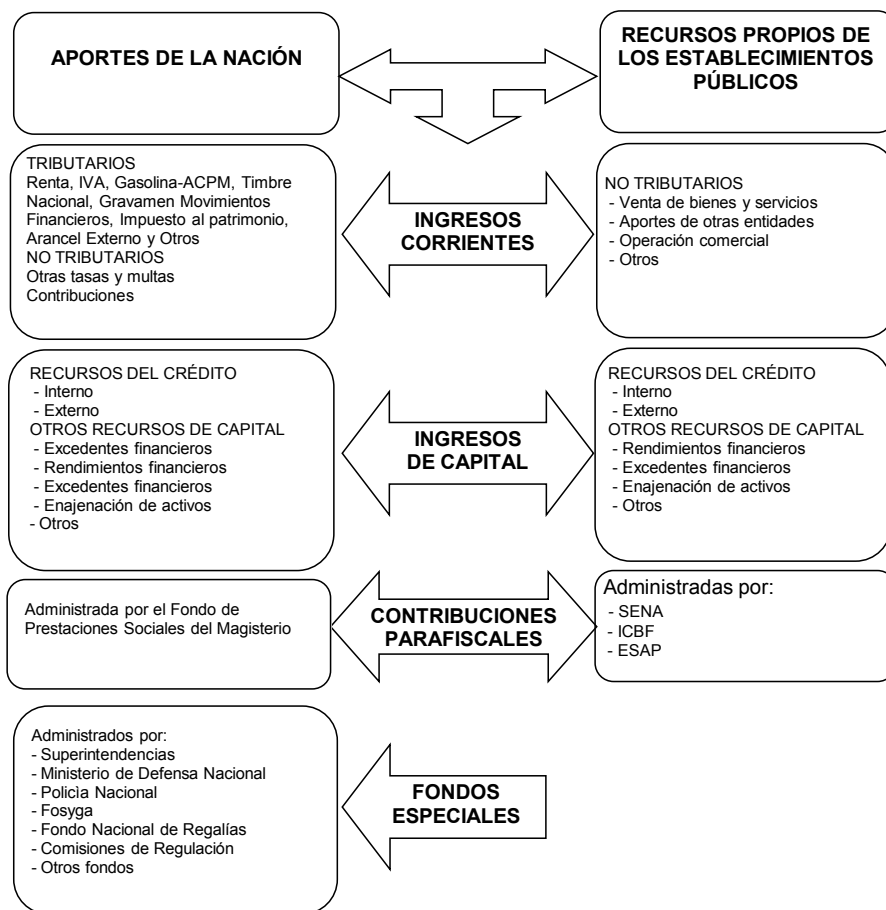 APORTES DE LA NACIÓN
RECURSOS PROPIOS DE
LOS ESTABLECIMIENTOS
PÚBLICOS
TRIBUTARIOS
Renta, IVA, Gasolina-ACPM, Timbre
Nacional, Gravamen Movimientos
Financieros, Impuesto al patrimonio,
Arancel Externo y Otros
NO TRIBUTARIOS
Otras tasas y multas
Contribuciones
INGRESOS
CORRIENTES
NO TRIBUTARIOS
- Venta de bienes y servicios
- Aportes de otras entidades
- Operación comercial
- Otros
RECURSOS DEL CRÉDITO
- Interno
- Externo
OTROS RECURSOS DE CAPITAL
- Excedentes financieros
- Rendimientos financieros
- Excedentes financieros
- Enajenación de activos
- Otros
INGRESOS
DE CAPITAL
RECURSOS DEL CRÉDITO
- Interno
- Externo
OTROS RECURSOS DE CAPITAL
- Rendimientos financieros
- Excedentes financieros
- Enajenación de activos
- Otros
Administrada por el Fondo de
Prestaciones Sociales del Magisterio
CONTRIBUCIONES
PARAFISCALES
Administradas por:
- SENA
- ICBF
- ESAP
Administrados por:
- Superintendencias
- Ministerio de Defensa Nacional
- Policìa Nacional
- Fosyga
- Fondo Nacional de Regalías
- Comisiones de Regulación
- Otros fondos
FONDOS
ESPECIALES